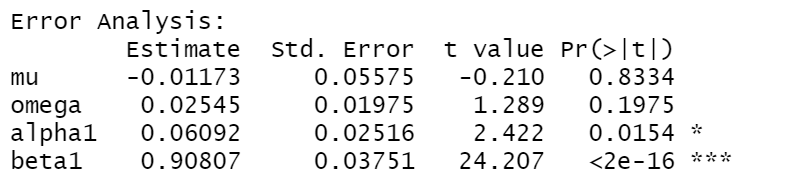 Error Analysis:
        Estimate  Std. Error  t value Pr(>|t|)
mu      -0.01173     0.05575   -0.210   0.8334
omega    0.02545     0.01975    1.289   0.1975
alpha1   0.06092     0.02516    2.422   0.0154 *
beta1    0.90807     0.03751   24.207   <2e-16 ***